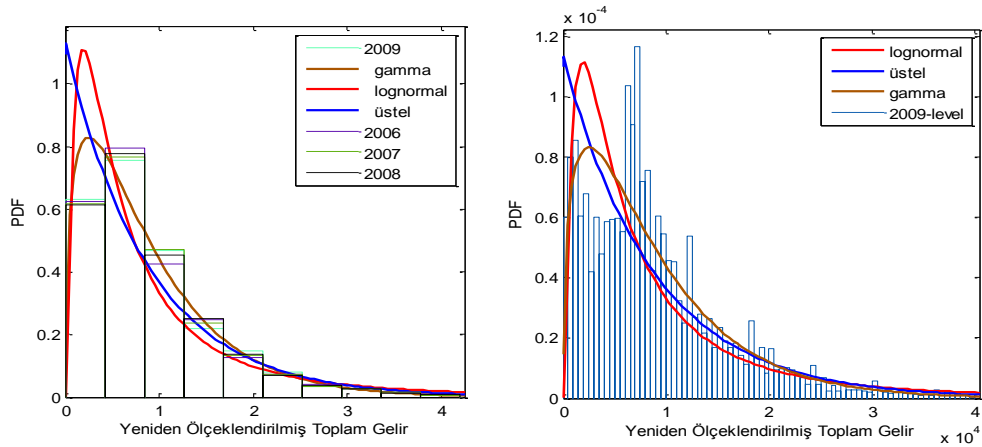 PDF
1
0.8
0.6
0.4
0.2
0
0
1
2
3
4
Yeniden Ölçeklendirilmiş Toplam Gelir
2009
gamma
lognormal
üstel
2006
2007
2008
x 10⁻⁴
PDF
1.2
1
0.8
0.6
0.4
0.2
0
0
1
2
3
4
x 10⁴
Yeniden Ölçeklendirilmiş Toplam Gelir
lognormal
üstel
gamma
2009-level